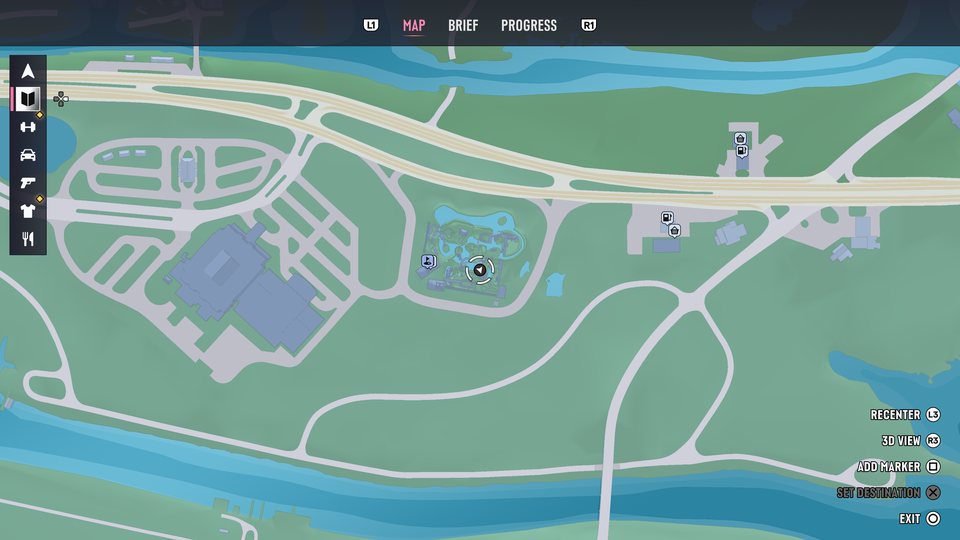 L1 MAP BRIEF PROGRESS R1
RECENTER L3
3D VIEW R3
ADD MARKER
SET DESTINATION
EXIT